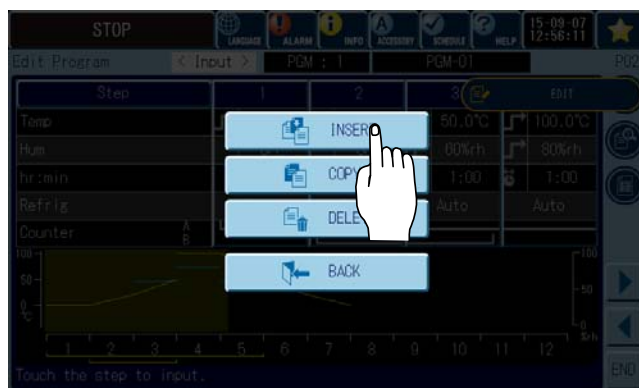 STOP LANGUAGE ALARM INFO ACCESSORY SCHEDULE HELP 15-09-07 12:56:11
Edit Program < Input > PGM : 1 PGM-01 P02
Step 1 2 3 EDIT
Temp 50.0℃ 100.0℃
Hum 60%rh 80%rh
hr:min 1:00 1:00
Refrig Auto Auto
Counter A
B
INSER
COPY
DELE
BACK
100 100
50 50
0 0
℃ %rh
1 2 3 4 5 6 7 8 9 10 11 12
Touch the step to input.
END